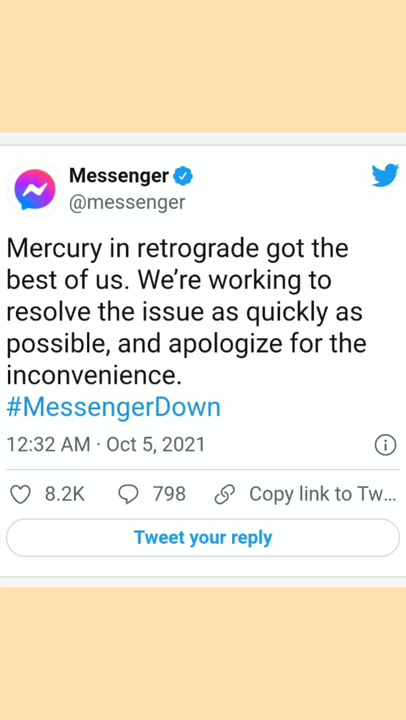 Messenger
@messenger
Mercury in retrograde got the
best of us. We’re working to
resolve the issue as quickly as
possible, and apologize for the
inconvenience.
#MessengerDown
12:32 AM · Oct 5, 2021
8.2K 798 Copy link to Tw...
Tweet your reply